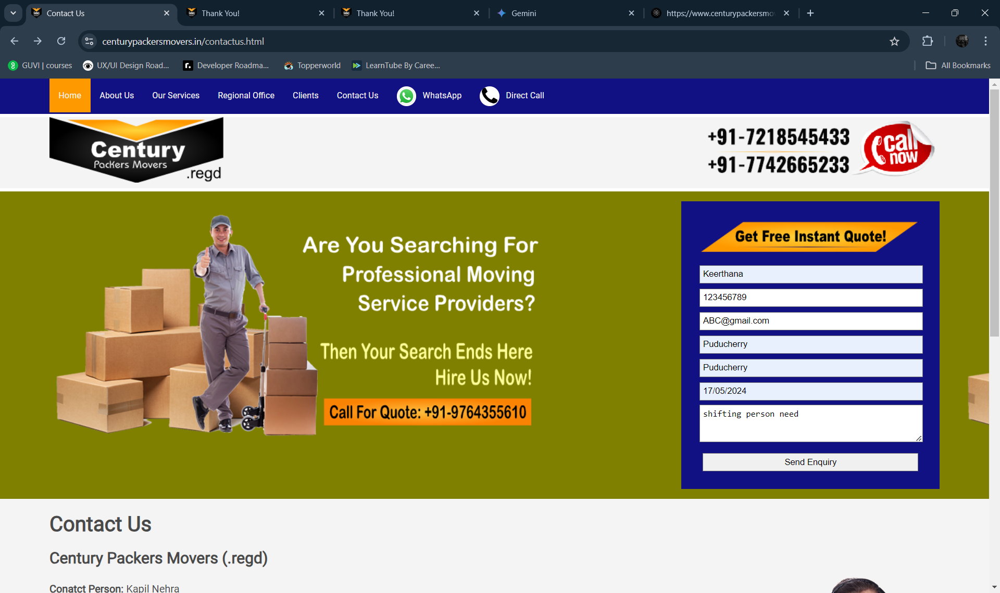 Contact Us
Thank You!
Thank You!
Gemini
https://www.centurypackersmo
centurypackersmovers.in/contactus.html
GUVI | courses
UX/UI Design Road...
Developer Roadma...
Topperworld
LearnTube By Caree...
All Bookmarks
Home
About Us
Our Services
Regional Office
Clients
Contact Us
WhatsApp
Direct Call
Century
Packers Movers
.regd
+91-7218545433
+91-7742665233
call
now
Are You Searching For
Professional Moving
Service Providers?
Then Your Search Ends Here
Hire Us Now!
Call For Quote: +91-9764355610
Get Free Instant Quote!
Keerthana
123456789
ABC@gmail.com
Puducherry
Puducherry
17/05/2024
shifting person need
Send Enquiry
Contact Us
Century Packers Movers (.regd)
Conatct Person: Kapil Nehra